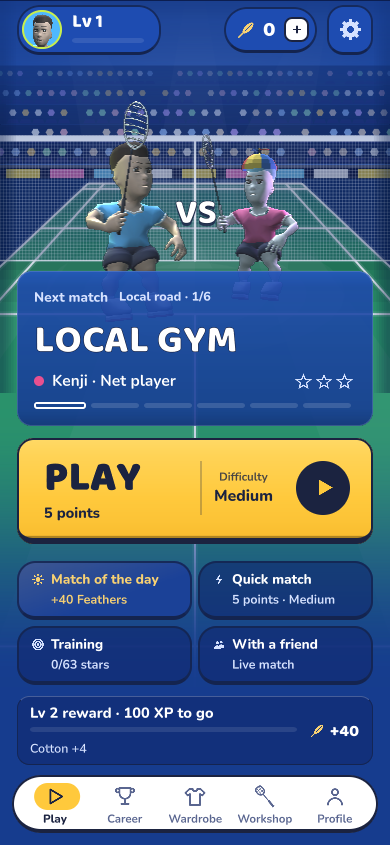 Lv 1
0 +
VS
Next match Local road · 1/6
LOCAL GYM
Kenji · Net player
PLAY
5 points
Difficulty
Medium
Match of the day
+40 Feathers
Quick match
5 points · Medium
Training
0/63 stars
With a friend
Live match
Lv 2 reward · 100 XP to go
+40
Cotton +4
Play Career Wardrobe Workshop Profile